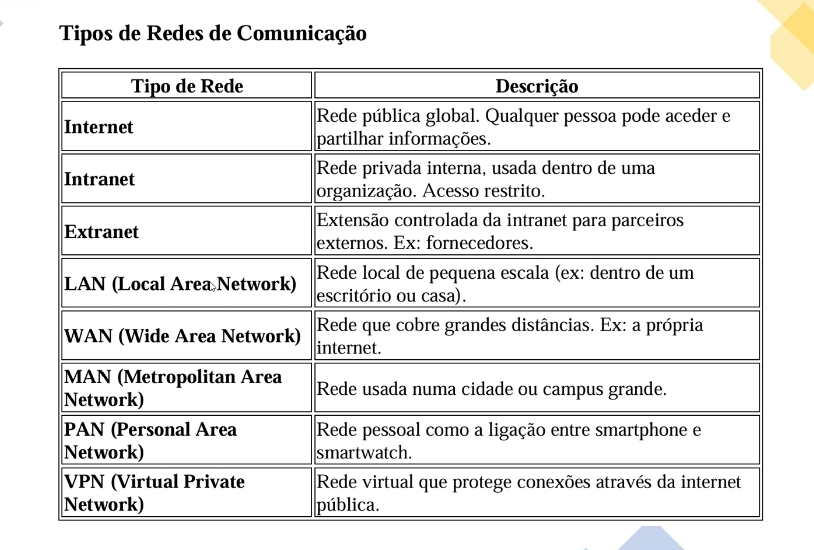 Tipos de Redes de Comunicação
Tipo de Rede
Descrição
Internet
Rede pública global. Qualquer pessoa pode aceder e
partilhar informações.
Intranet
Rede privada interna, usada dentro de uma
organização. Acesso restrito.
Extranet
Extensão controlada da intranet para parceiros
externos. Ex: fornecedores.
LAN (Local Area Network)
Rede local de pequena escala (ex: dentro de um
escritório ou casa).
WAN (Wide Area Network)
Rede que cobre grandes distâncias. Ex: a própria
internet.
MAN (Metropolitan Area
Network)
Rede usada numa cidade ou campus grande.
PAN (Personal Area
Network)
Rede pessoal como a ligação entre smartphone e
smartwatch.
VPN (Virtual Private
Network)
Rede virtual que protege conexões através da internet
pública.